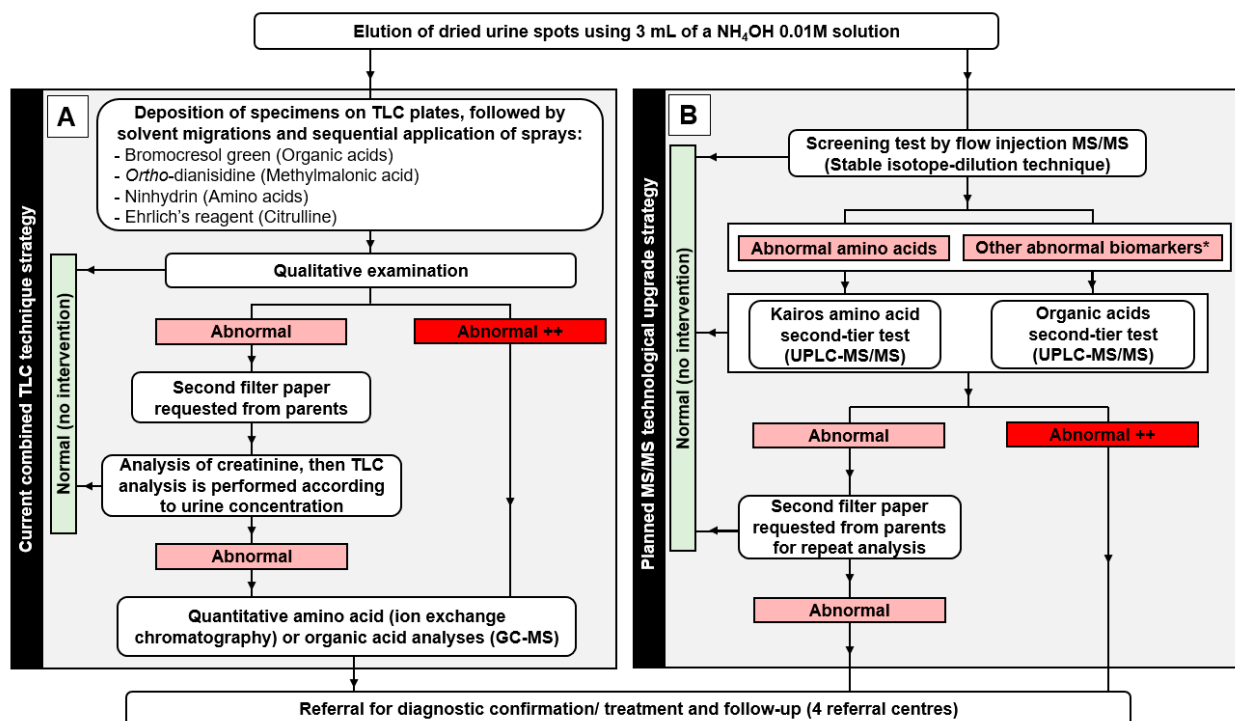 Elution of dried urine spots using 3 mL of a NH₄OH 0.01M solution
Current combined TLC technique strategy
A
Deposition of specimens on TLC plates, followed by
solvent migrations and sequential application of sprays:
- Bromocresol green (Organic acids)
- Ortho-dianisidine (Methylmalonic acid)
- Ninhydrin (Amino acids)
- Ehrlich's reagent (Citrulline)
Normal (no intervention)
Qualitative examination
Abnormal
Abnormal ++
Second filter paper
requested from parents
Analysis of creatinine, then TLC
analysis is performed according
to urine concentration
Abnormal
Quantitative amino acid (ion exchange
chromatography) or organic acid analyses (GC-MS)
Planned MS/MS technological upgrade strategy
B
Screening test by flow injection MS/MS
(Stable isotope-dilution technique)
Normal (no intervention)
Abnormal amino acids
Other abnormal biomarkers*
Kairos amino acid
second-tier test
(UPLC-MS/MS)
Organic acids
second-tier test
(UPLC-MS/MS)
Abnormal
Abnormal ++
Second filter paper
requested from parents
for repeat analysis
Abnormal
Referral for diagnostic confirmation/ treatment and follow-up (4 referral centres)